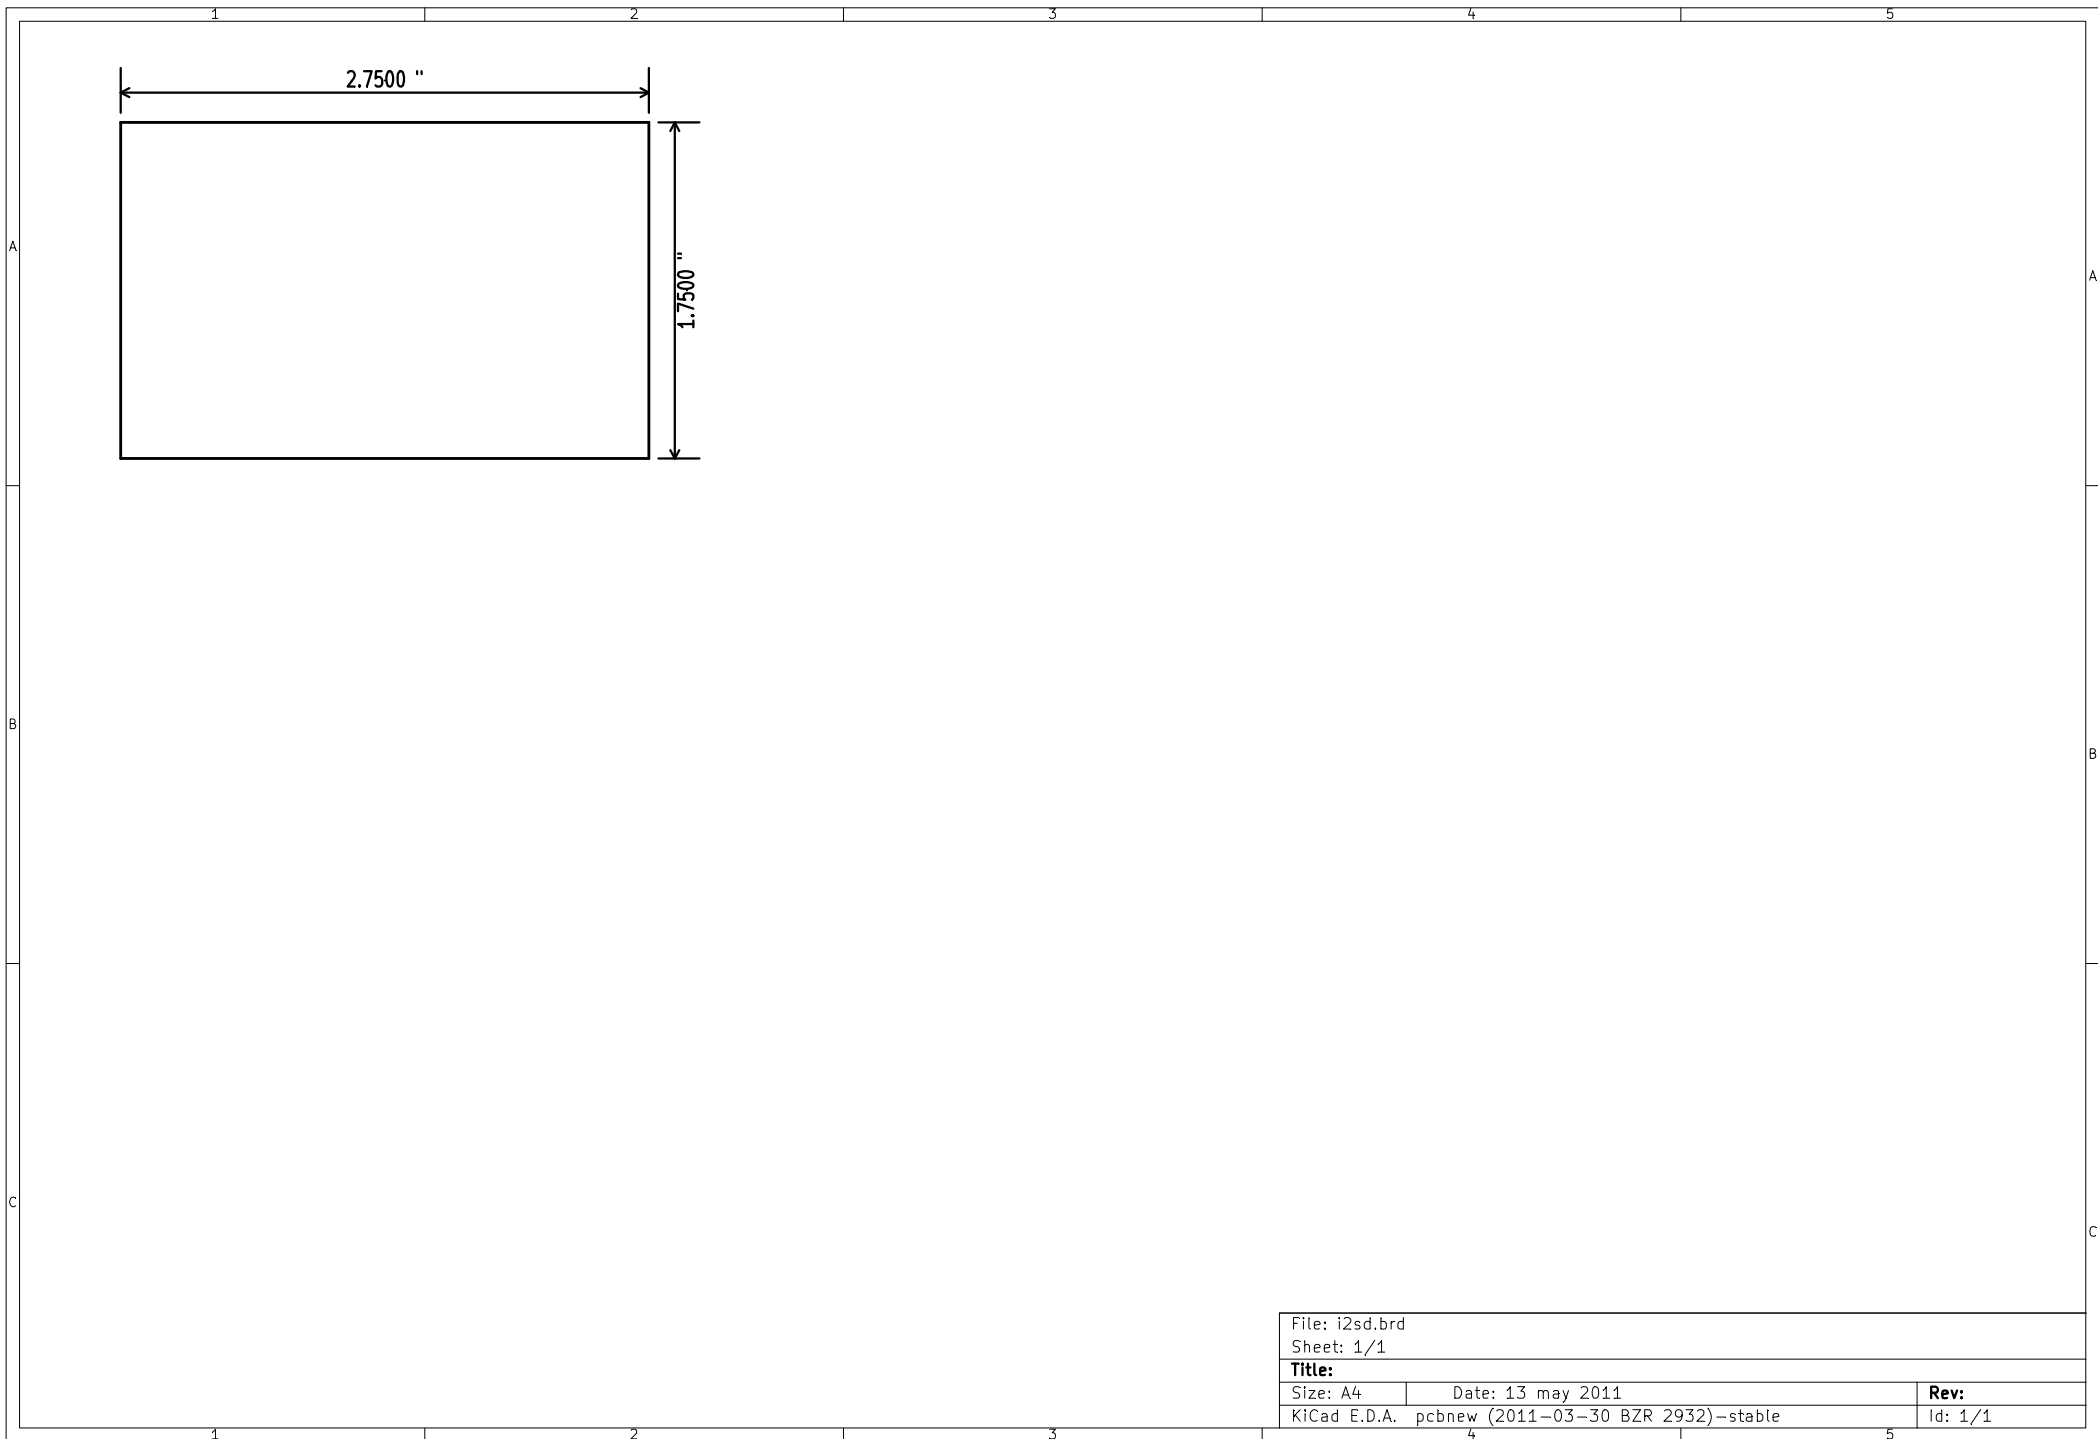 1 2 3 4 5
2.7500 "
A
1.7500 "
A
B
B
C
C
File: i2sd.brd
Sheet: 1/1
Title:
Size: A4 Date: 13 may 2011 Rev:
KiCad E.D.A. pcbnew (2011-03-30 BZR 2932)-stable Id: 1/1
1 2 3 4 5